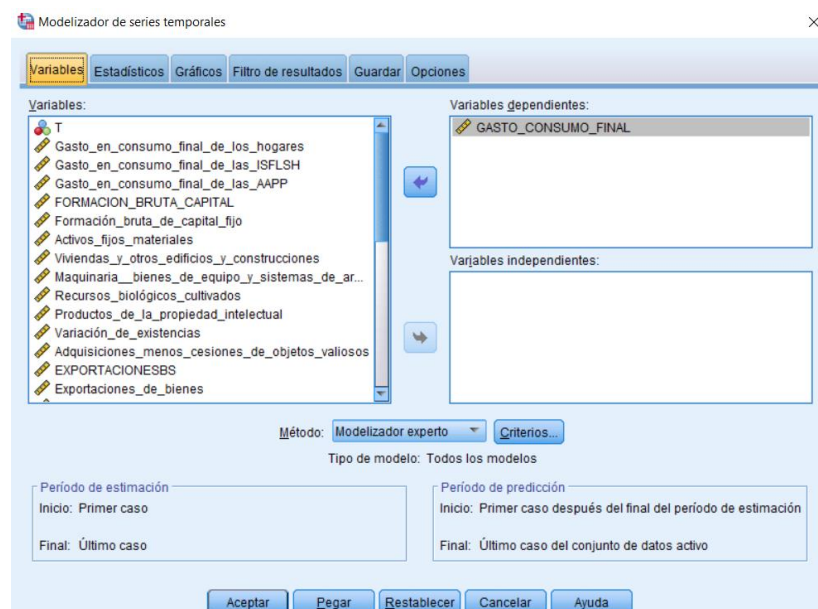 Modelizador de series temporales
Variables Estadísticos Gráficos Filtro de resultados Guardar Opciones
Variables:
T
Gasto_en_consumo_final_de_los_hogares
Gasto_en_consumo_final_de_las_ISFLSH
Gasto_en_consumo_final_de_las_AAPP
FORMACION_BRUTA_CAPITAL
Formación_bruta_de_capital_fijo
Activos_fijos_materiales
Viviendas_y_otros_edificios_y_construcciones
Maquinaria__bienes_de_equipo_y_sistemas_de_ar...
Recursos_biológicos_cultivados
Productos_de_la_propiedad_intelectual
Variación_de_existencias
Adquisiciones_menos_cesiones_de_objetos_valiosos
EXPORTACIONESBS
Exportaciones_de_bienes
Variables dependientes:
GASTO_CONSUMO_FINAL
Variables independientes:
Método: Modelizador experto Criterios...
Tipo de modelo: Todos los modelos
Período de estimación
Inicio: Primer caso
Final: Último caso
Período de predicción
Inicio: Primer caso después del final del período de estimación
Final: Último caso del conjunto de datos activo
Aceptar Pegar Restablecer Cancelar Ayuda